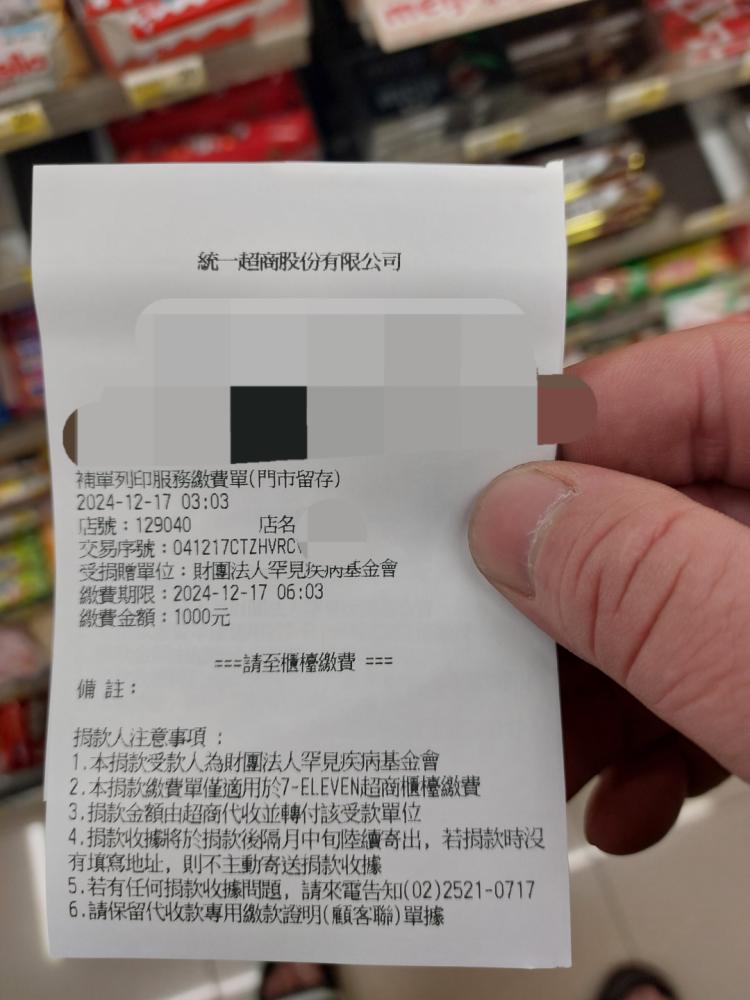 meiji
統一超商股份有限公司
補單列印服務繳費單(門市留存)
2024-12-17 03:03
店號：129040 店名
交易序號：041217CTZHVRCV
受捐贈單位：財團法人罕見疾病基金會
繳費期限：2024-12-17 06:03
繳費金額：1000元
===請至櫃檯繳費 ===
備 註：
捐款人注意事項：
1.本捐款受款人為財團法人罕見疾病基金會
2.本捐款繳費單僅適用於7-ELEVEN超商櫃檯繳費
3.捐款金額由超商代收並轉付該受款單位
4.捐款收據將於捐款後隔月中旬陸續寄出，若捐款時沒
有填寫地址，則不主動寄送捐款收據
5.若有任何捐款收據問題，請來電告知(02)2521-0717
6.請保留代收款專用繳款證明(顧客聯)單據